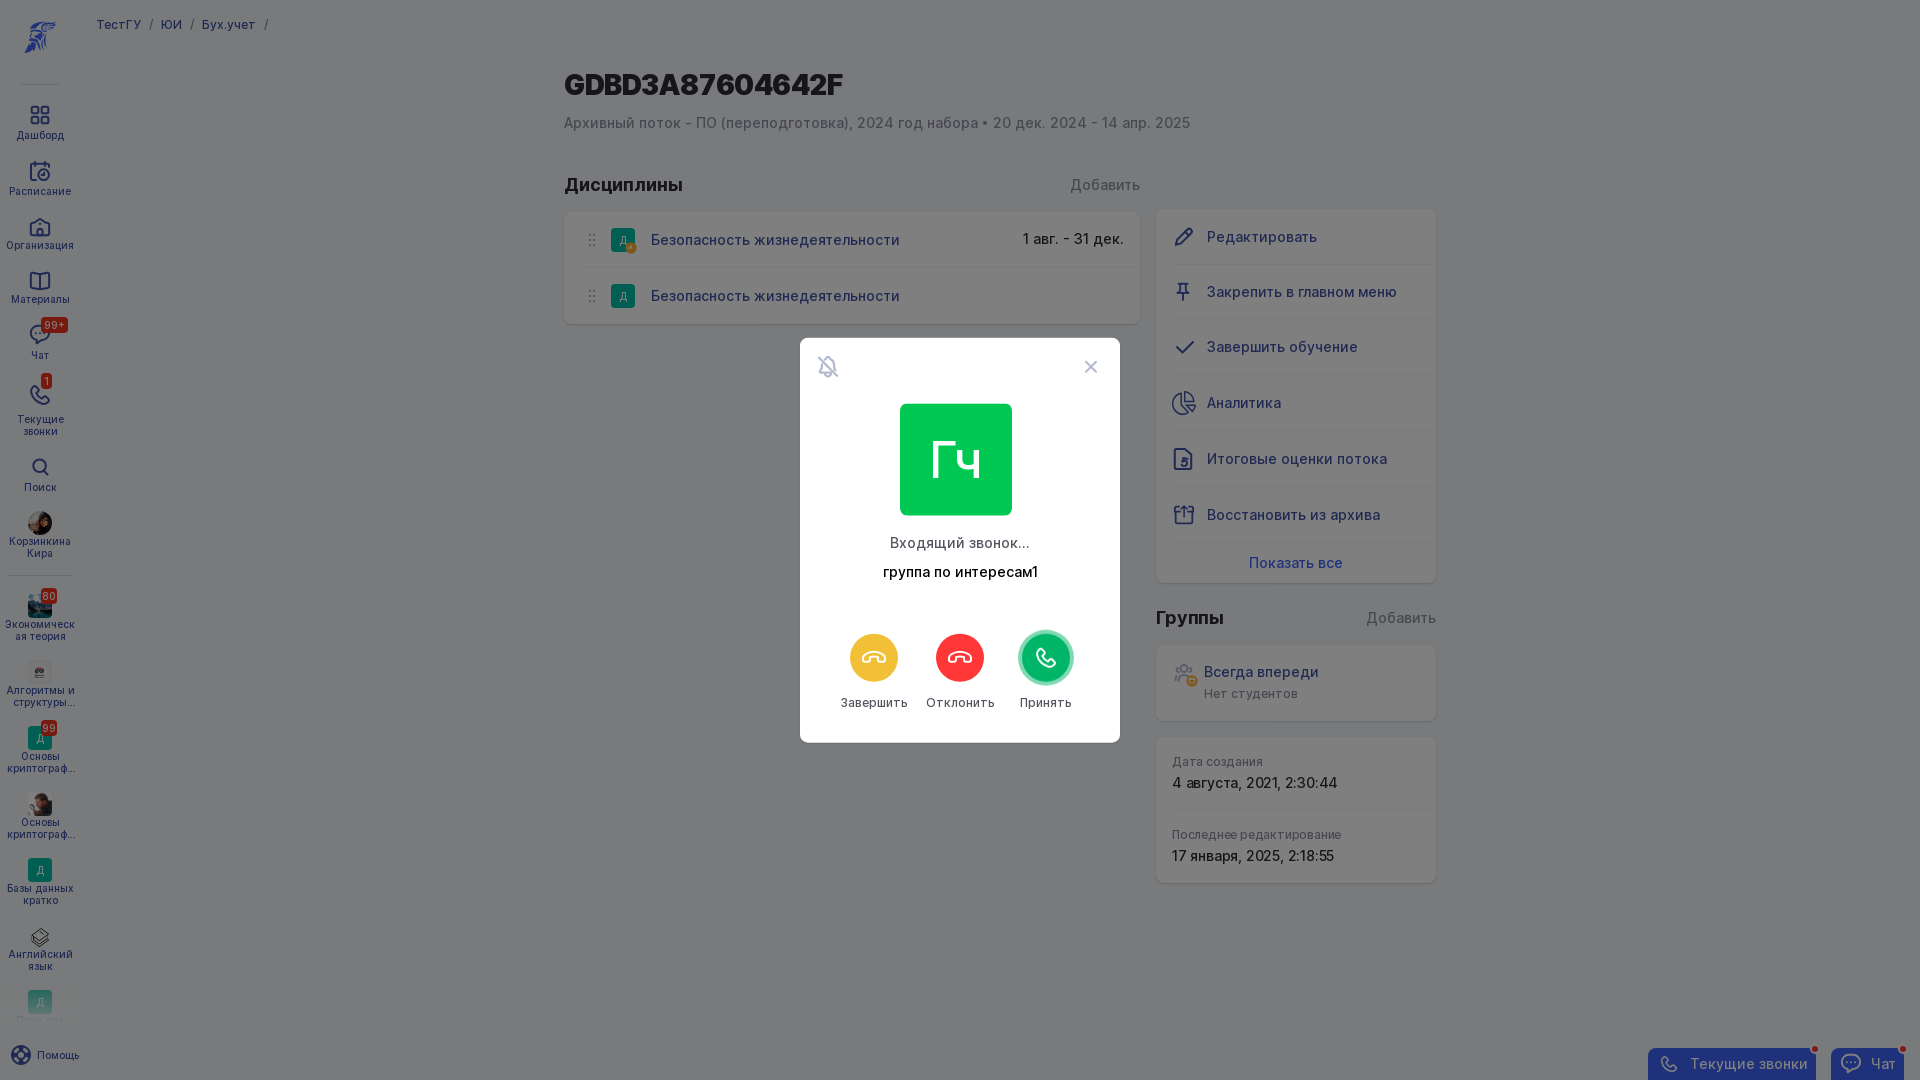 ТестГУ / ЮИ / Бух.учет /
GDBD3A87604642F
Архивный поток - ПО (переподготовка), 2024 год набора • 20 дек. 2024 - 14 апр. 2025
Дашборд
Расписание
Организация
Материалы
99+
Чат
1
Текущие
звонки
Поиск
Корзинкина
Кира
80
Экономическ
ая теория
Алгоритмы и
структуры...
99
Д
Основы
криптограф...
Основы
криптограф...
Д
Базы данных
кратко
Английский
язык
Д
Помощь
Дисциплины
Добавить
Д
Безопасность жизнедеятельности
1 авг. - 31 дек.
Д
Безопасность жизнедеятельности
Гч
Входящий звонок...
группа по интересам1
Завершить
Отклонить
Принять
Редактировать
Закрепить в главном меню
Завершить обучение
Аналитика
5
Итоговые оценки потока
Восстановить из архива
Показать все
Группы
Добавить
Всегда впереди
Нет студентов
Дата создания
4 августа, 2021, 2:30:44
Последнее редактирование
17 января, 2025, 2:18:55
Текущие звонки
Чат